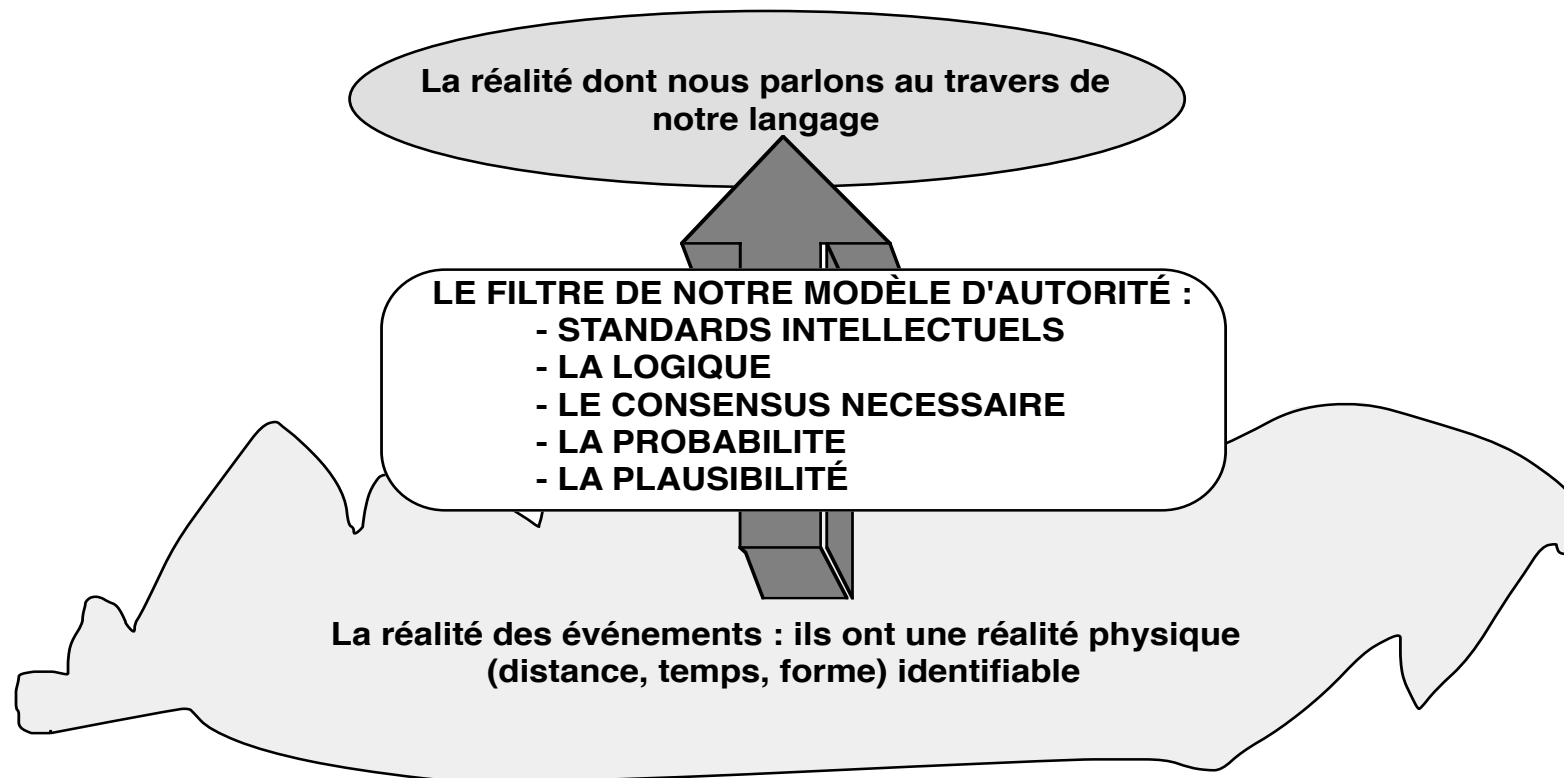 La réalité dont nous parlons au travers de
notre langage
LE FILTRE DE NOTRE MODÈLE D'AUTORITÉ :
- STANDARDS INTELLECTUELS
- LA LOGIQUE
- LE CONSENSUS NECESSAIRE
- LA PROBABILITE
- LA PLAUSIBILITÉ
La réalité des événements : ils ont une réalité physique
(distance, temps, forme) identifiable